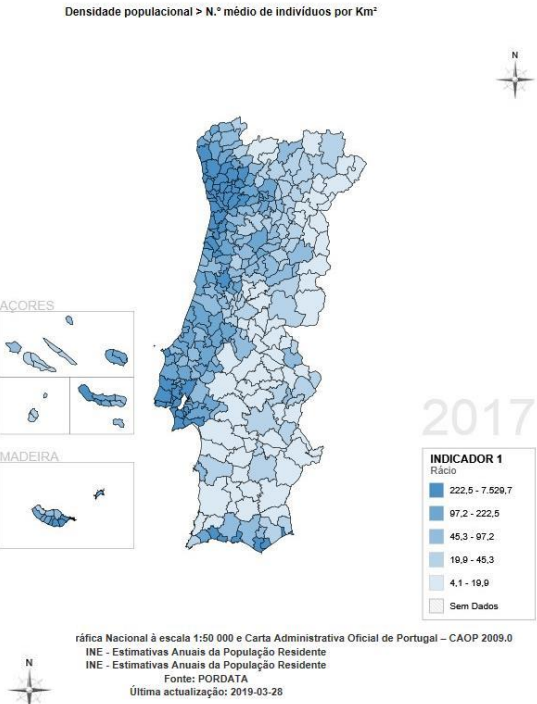 Densidade populacional > N.º médio de indivíduos por Km²
N
AÇORES
MADEIRA
2017
INDICADOR 1
Rácio
222,5 - 7.529,7
97,2 - 222,5
45,3 - 97,2
19,9 - 45,3
4,1 - 19,9
Sem Dados
ráfica Nacional à escala 1:50 000 e Carta Administrativa Oficial de Portugal – CAOP 2009.0
INE - Estimativas Anuais da População Residente
INE - Estimativas Anuais da População Residente
Fonte: PORDATA
Última actualização: 2019-03-28
N